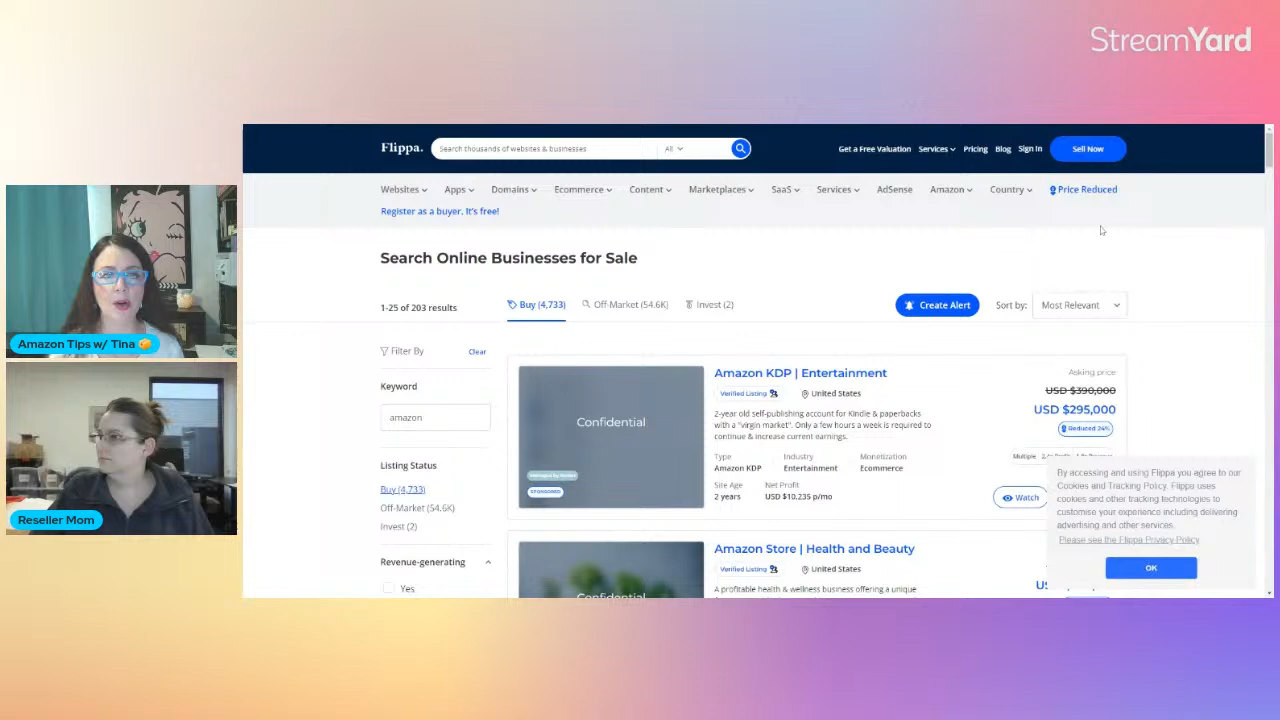 StreamYard
Flippa.
Search thousands of websites & businesses
All
Get a Free Valuation
Services
Pricing
Blog
Sign In
Sell Now
Websites
Apps
Domains
Ecommerce
Content
Marketplaces
SaaS
Services
AdSense
Amazon
Country
Price Reduced
Register as a buyer, It's free!
Search Online Businesses for Sale
1-25 of 203 results
Buy (4,733)
Off-Market (54.6K)
Invest (2)
Create Alert
Sort by:
Most Relevant
Filter By
Clear
Keyword
amazon
Listing Status
Buy (4,733)
Off-Market (54.6K)
Invest (2)
Revenue-generating
Yes
Confidential
SPONSORED
Amazon KDP | Entertainment
Verified Listing
United States
2-year old self-publishing account for Kindle & paperbacks
with a "virgin market". Only a few hours a week is required to
continue & increase current earnings.
Type
Amazon KDP
Industry
Entertainment
Monetization
Ecommerce
Site Age
2 years
Net Profit
USD $10,235 p/mo
Asking price
USD $390,000
USD $295,000
Reduced 24%
Multiple
Watch
Confidential
Amazon Store | Health and Beauty
Verified Listing
United States
A profitable health & wellness business offering a unique
By accessing and using Flippa you agree to our
Cookies and Tracking Policy. Flippa uses
cookies and other tracking technologies to
customise your experience including delivering
advertising and other services.
Please see the Flippa Privacy Policy
OK
Amazon Tips w/ Tina
Reseller Mom